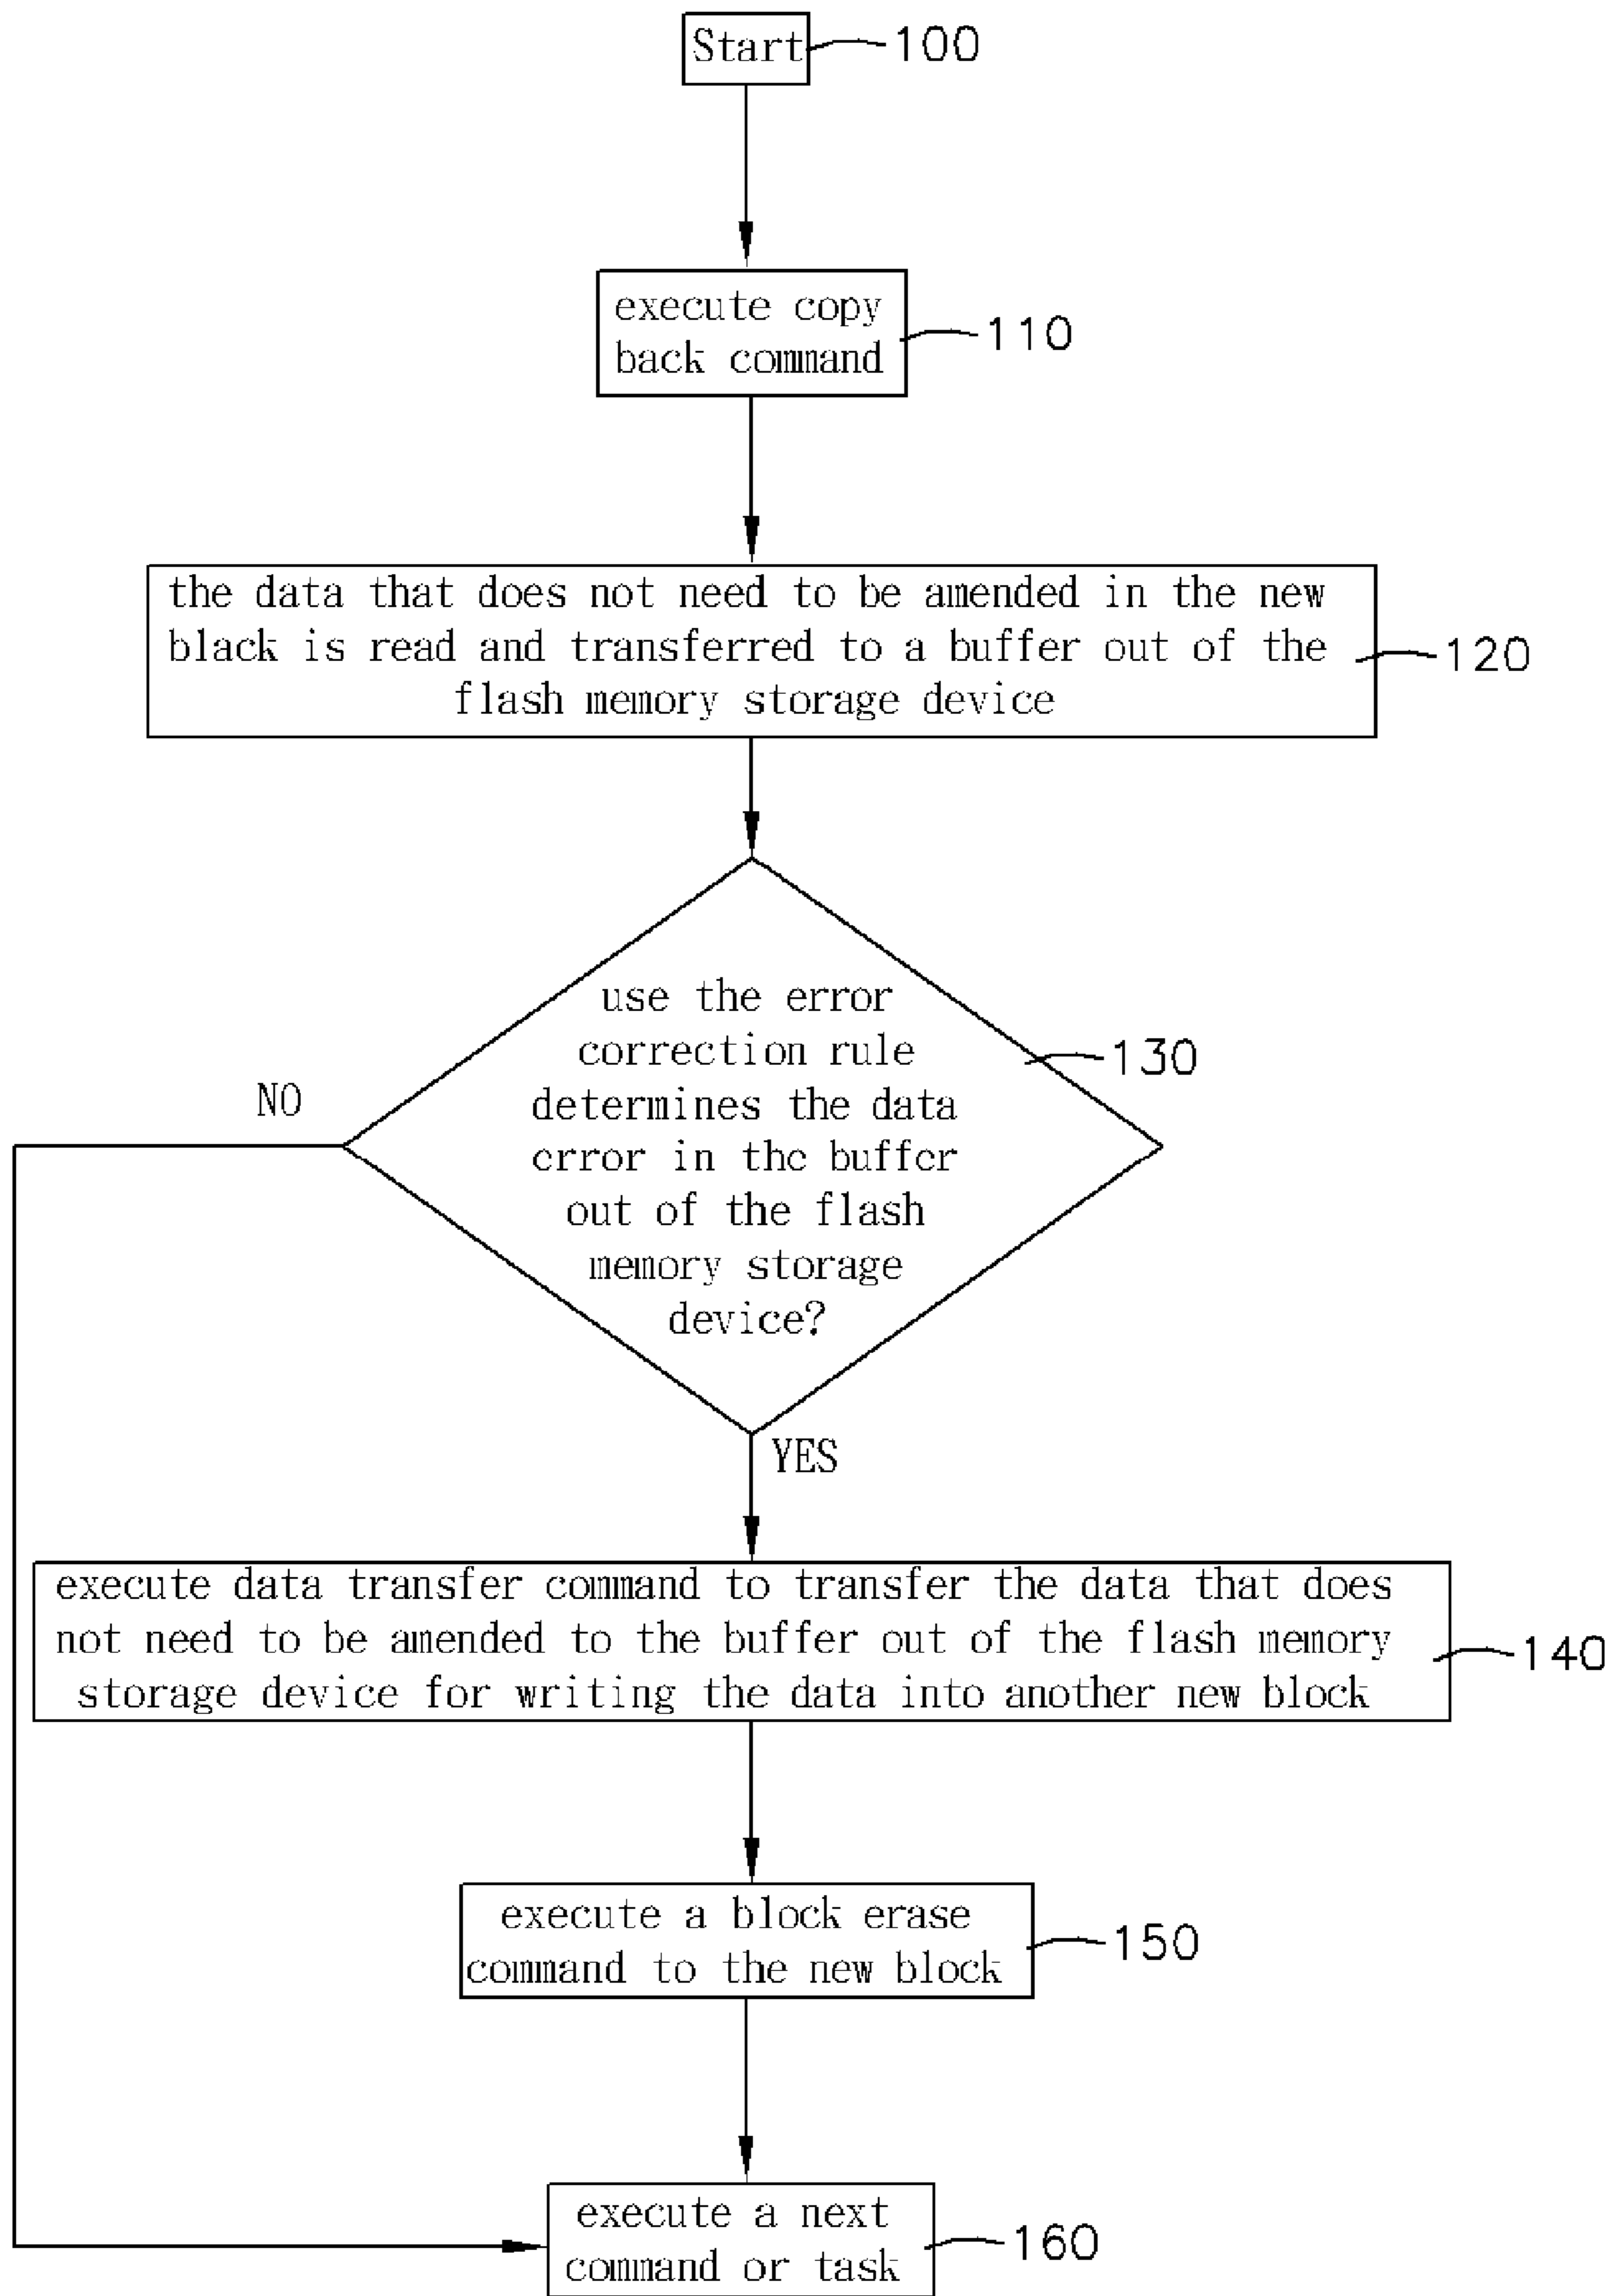 Start
100
execute copy
back command
110
the data that does not need to be amended in the new
black is read and transferred to a buffer out of the
flash memory storage device
120
use the error
correction rule
determines the data
error in the buffer
out of the flash
memory storage
device?
130
NO
YES
execute data transfer command to transfer the data that does
not need to be amended to the buffer out of the flash memory
storage device for writing the data into another new block
140
execute a block erase
command to the new block
150
execute a next
command or task
160